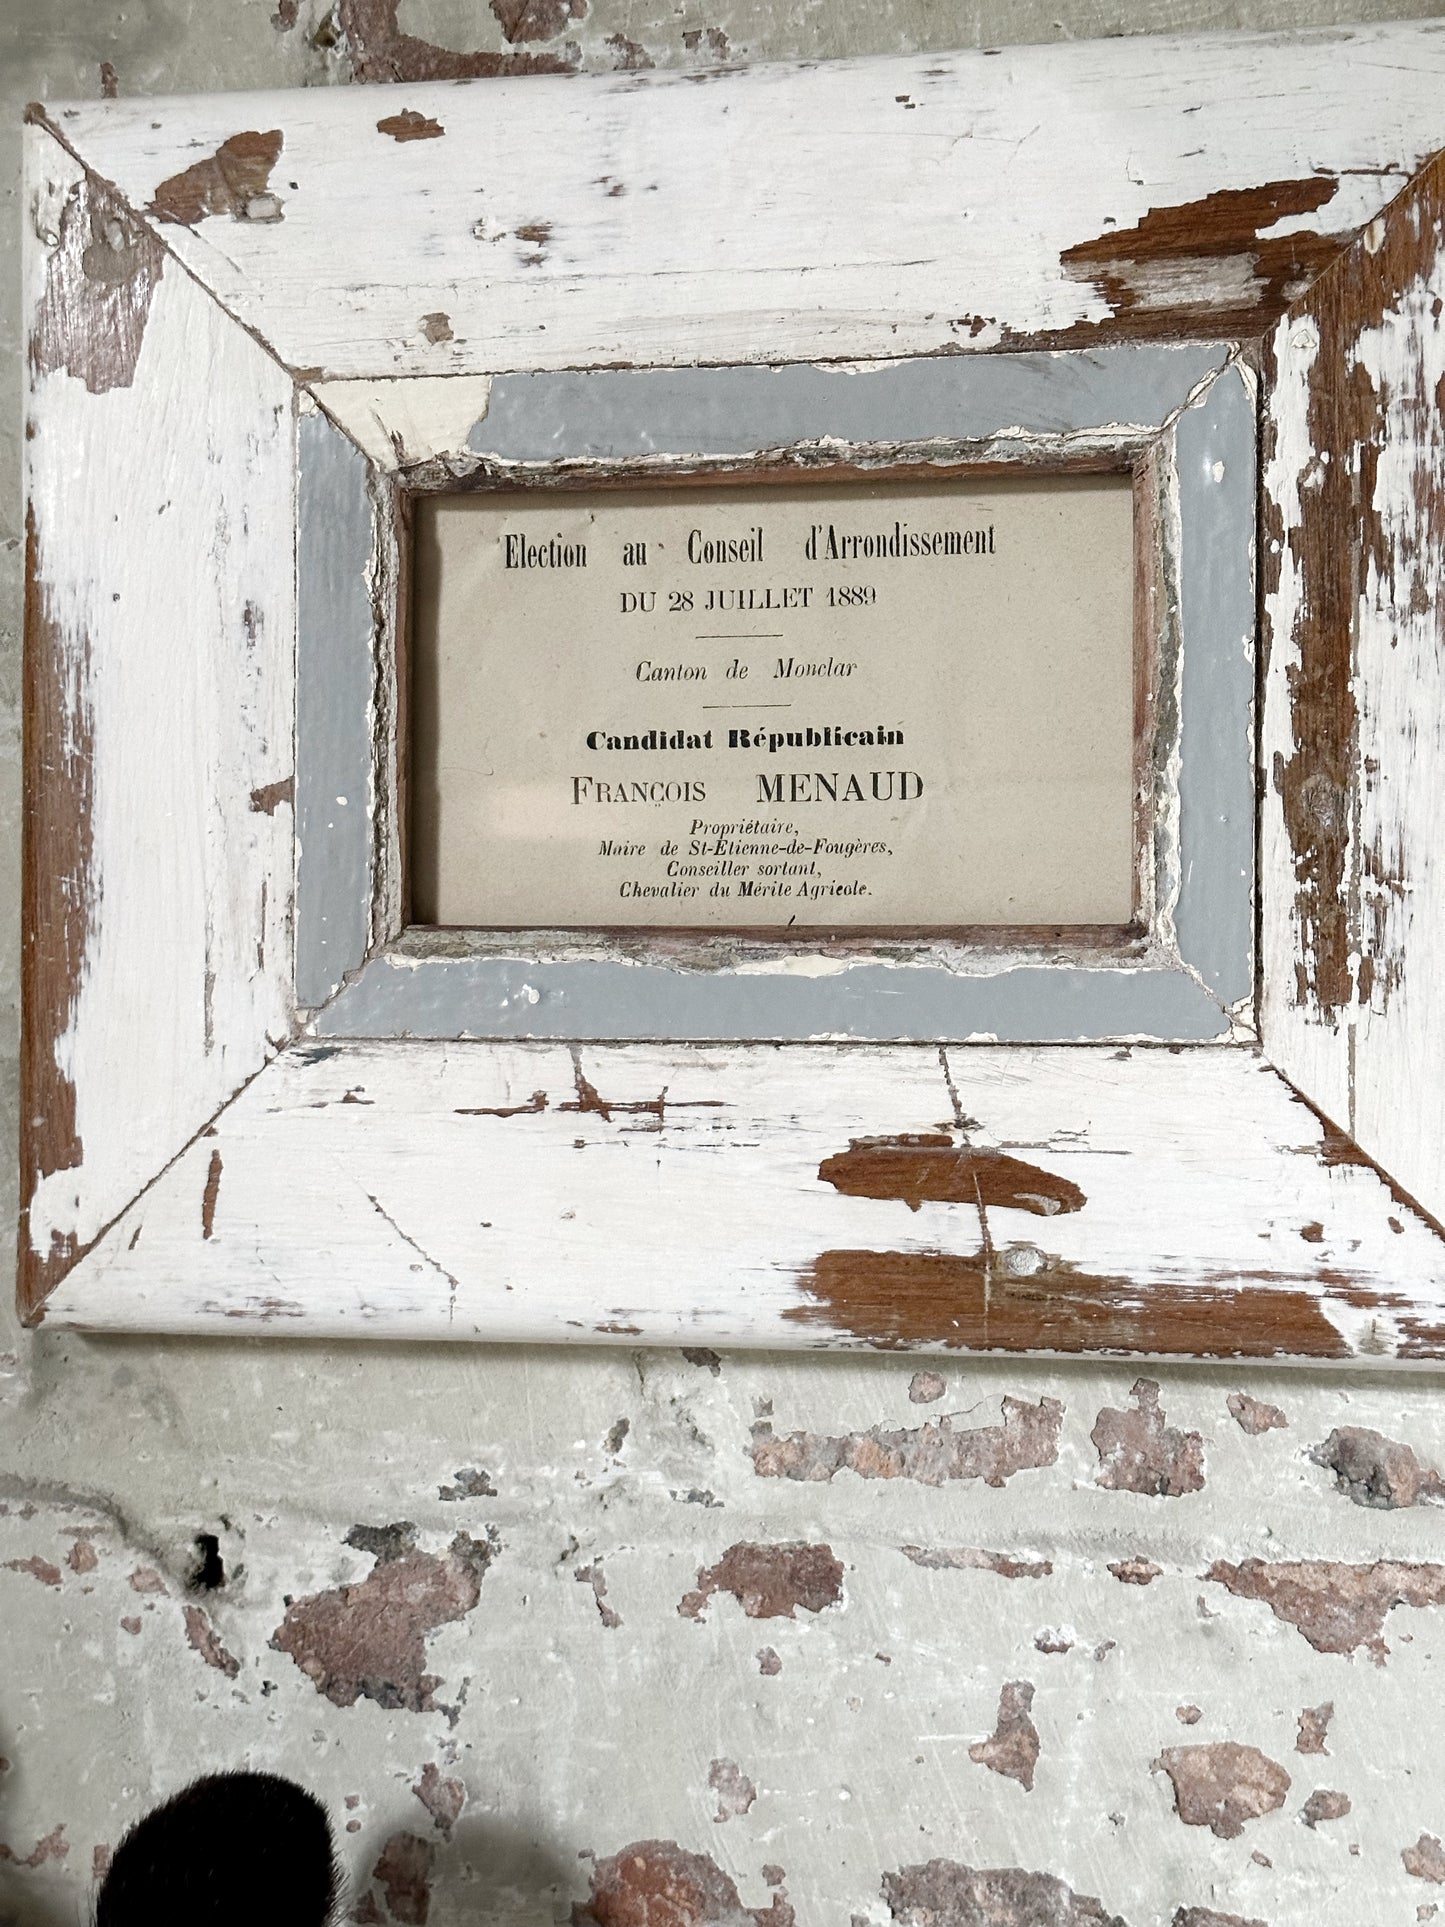 Election au Conseil d'Arrondissement
DU 28 JUILLET 1889
Canton de Monclar
Candidat Républicain
FRANÇOIS MENAUD
Propriétaire,
Maire de St-Etienne-de-Fougères,
Conseiller sortant,
Chevalier du Mérite Agricole.